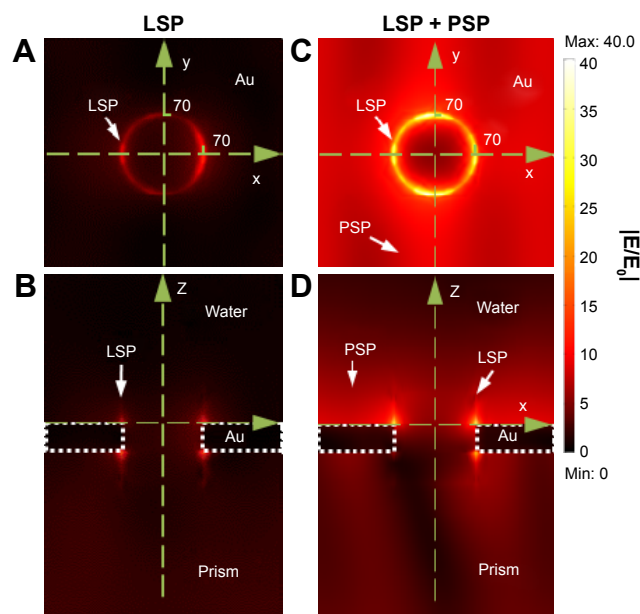 LSP
LSP + PSP
A
y
Au
LSP
70
70
x
C
y
Au
LSP
70
70
x
PSP
Max: 40.0
40
35
30
25
20
15
10
5
0
Min: 0
|E/E0|
B
Z
Water
LSP
Au
Prism
D
Z
Water
PSP
LSP
x
Au
Prism